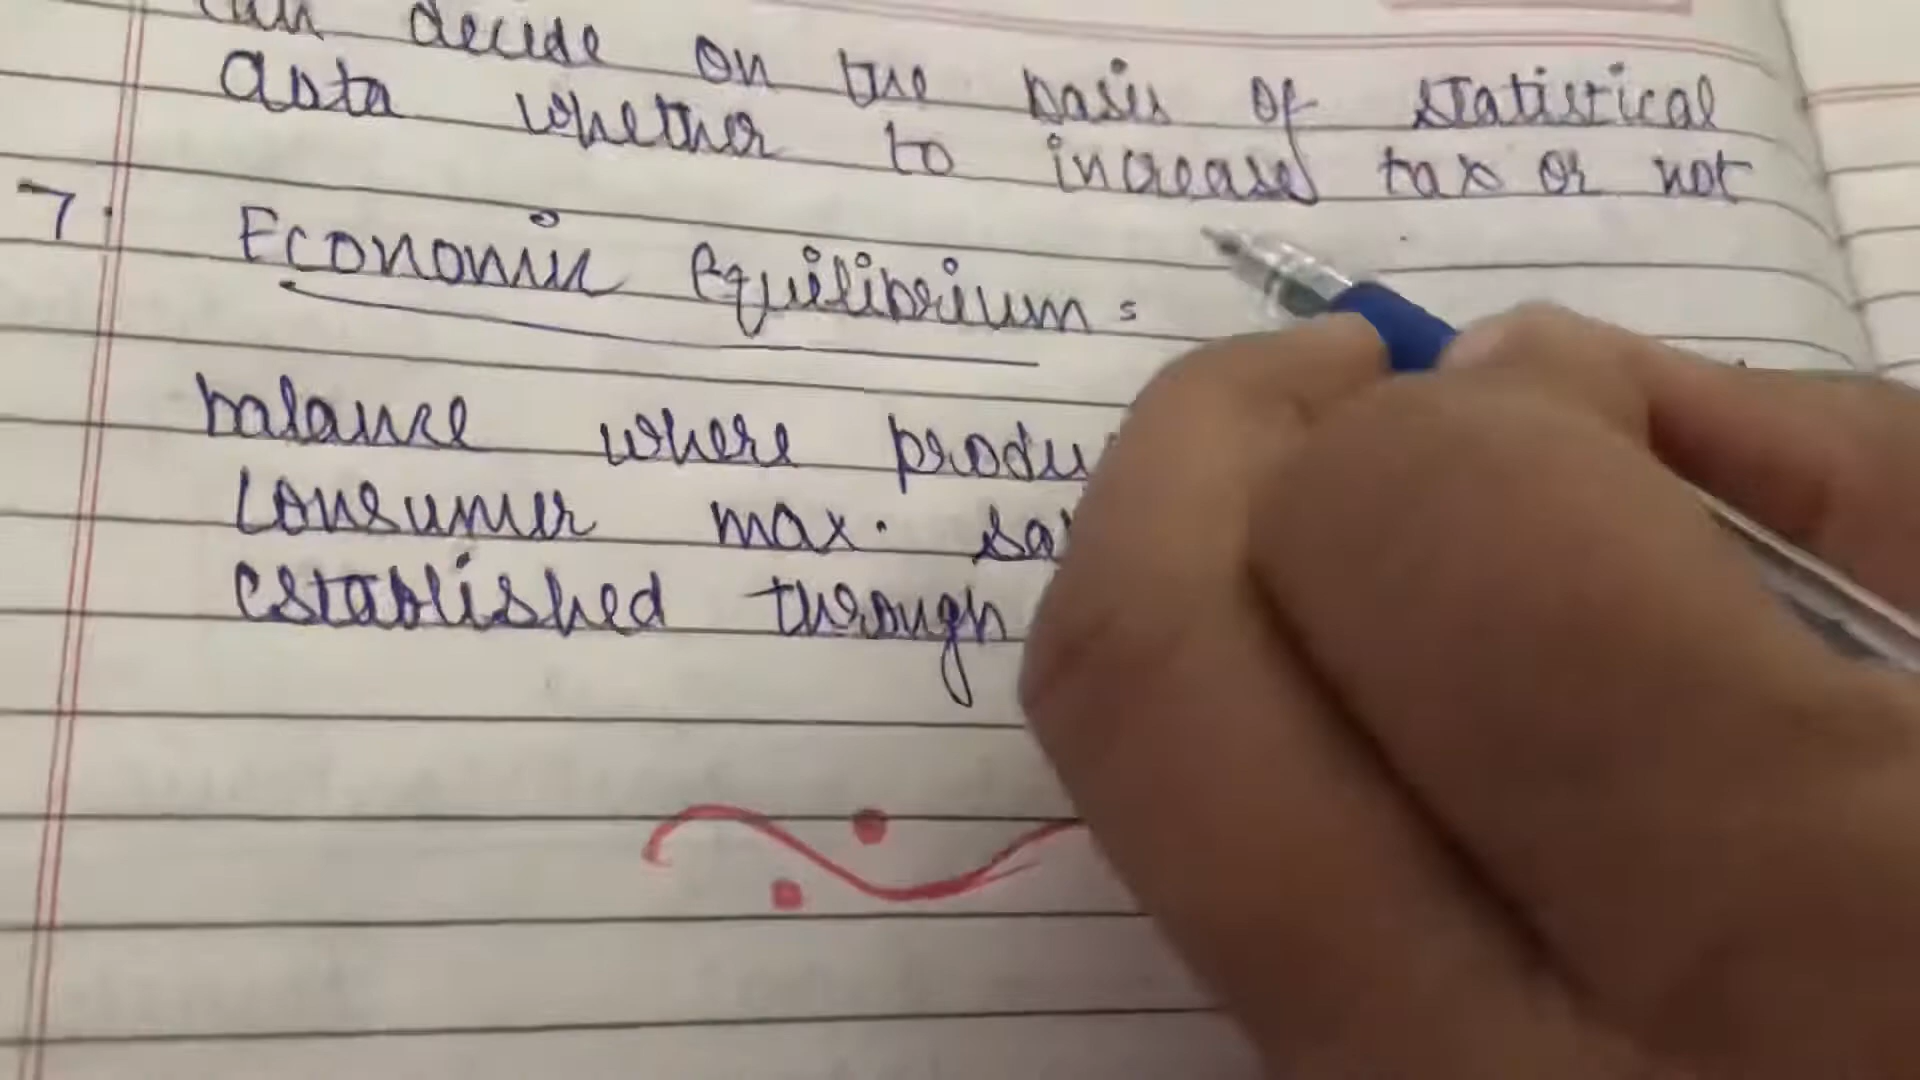 can decide on the basis of statistical
data whether to increase tax or not
7. Economic Equilibrium =
balance where produ
consumer max. sa
established through